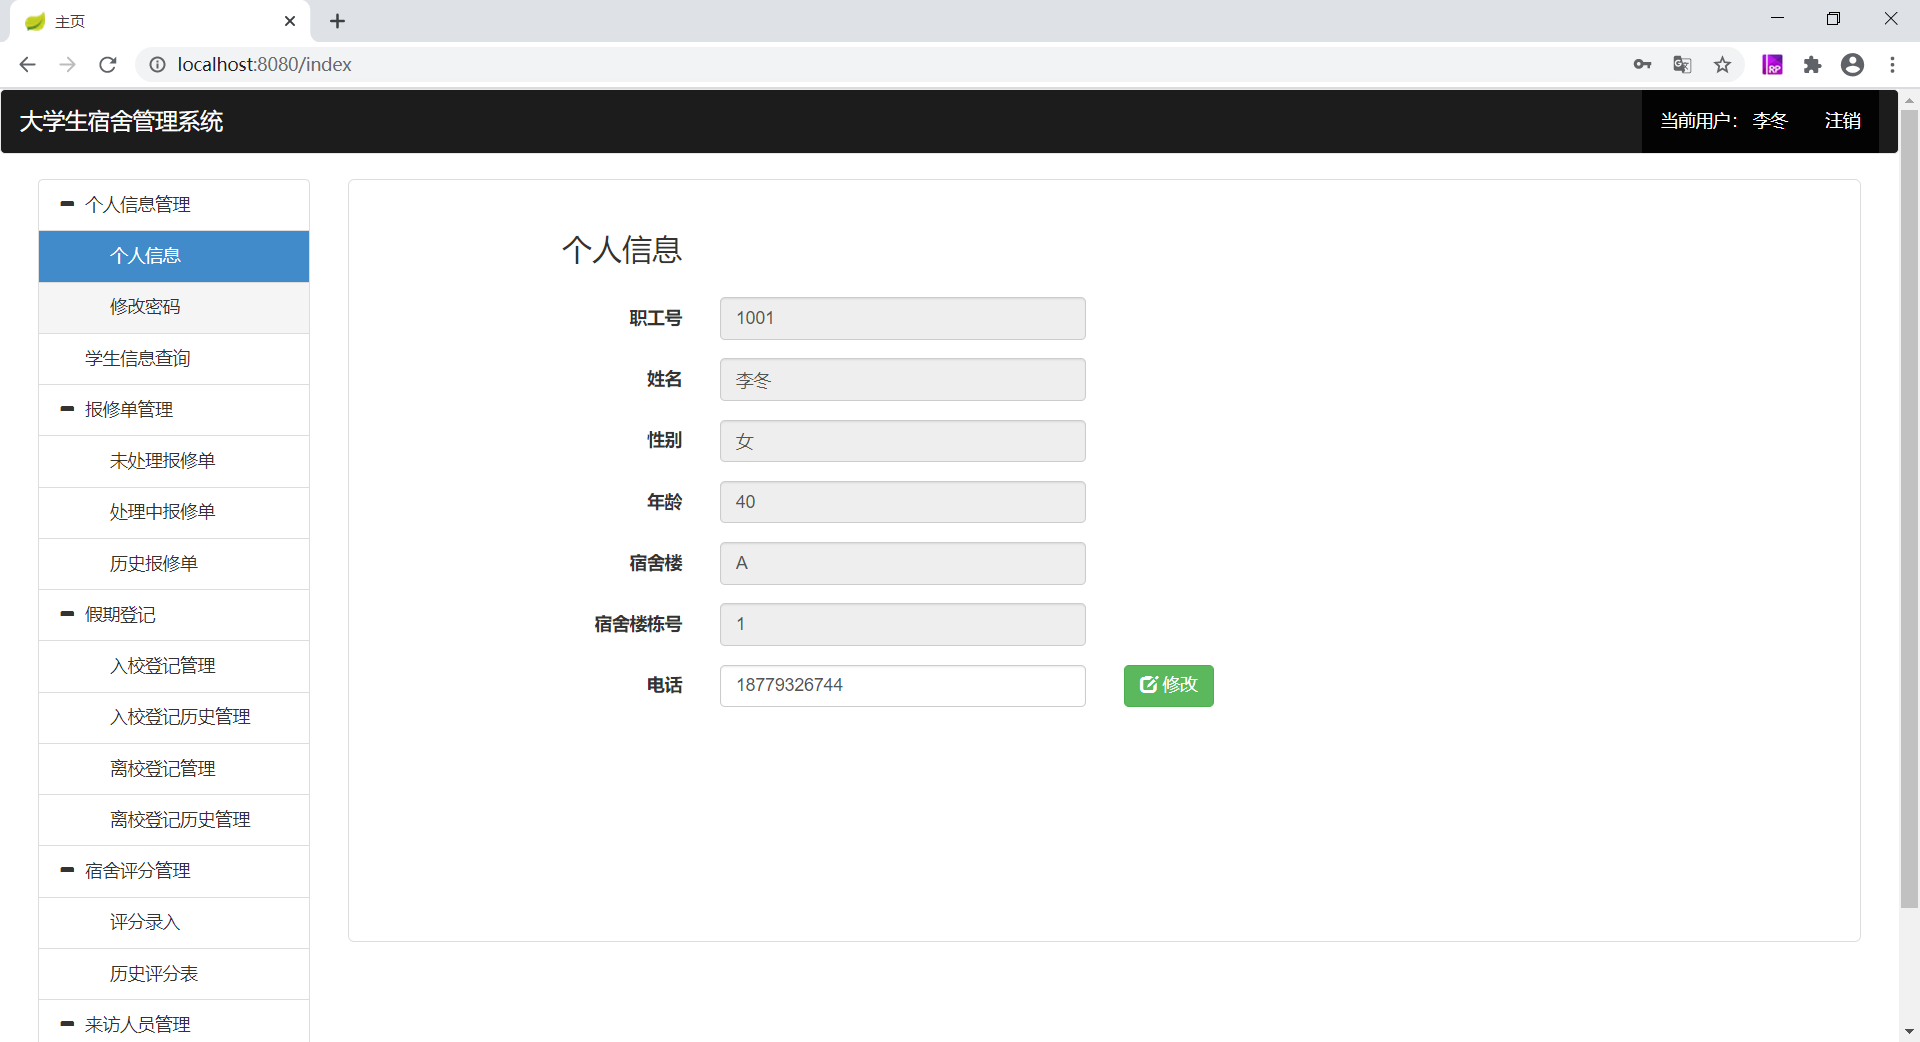 主页
localhost:8080/index
大学生宿舍管理系统
当前用户： 李冬 注销
个人信息管理
个人信息
修改密码
学生信息查询
报修单管理
未处理报修单
处理中报修单
历史报修单
假期登记
入校登记管理
入校登记历史管理
离校登记管理
离校登记历史管理
宿舍评分管理
评分录入
历史评分表
来访人员管理
个人信息
职工号 1001
姓名 李冬
性别 女
年龄 40
宿舍楼 A
宿舍楼栋号 1
电话 18779326744 修改
RP